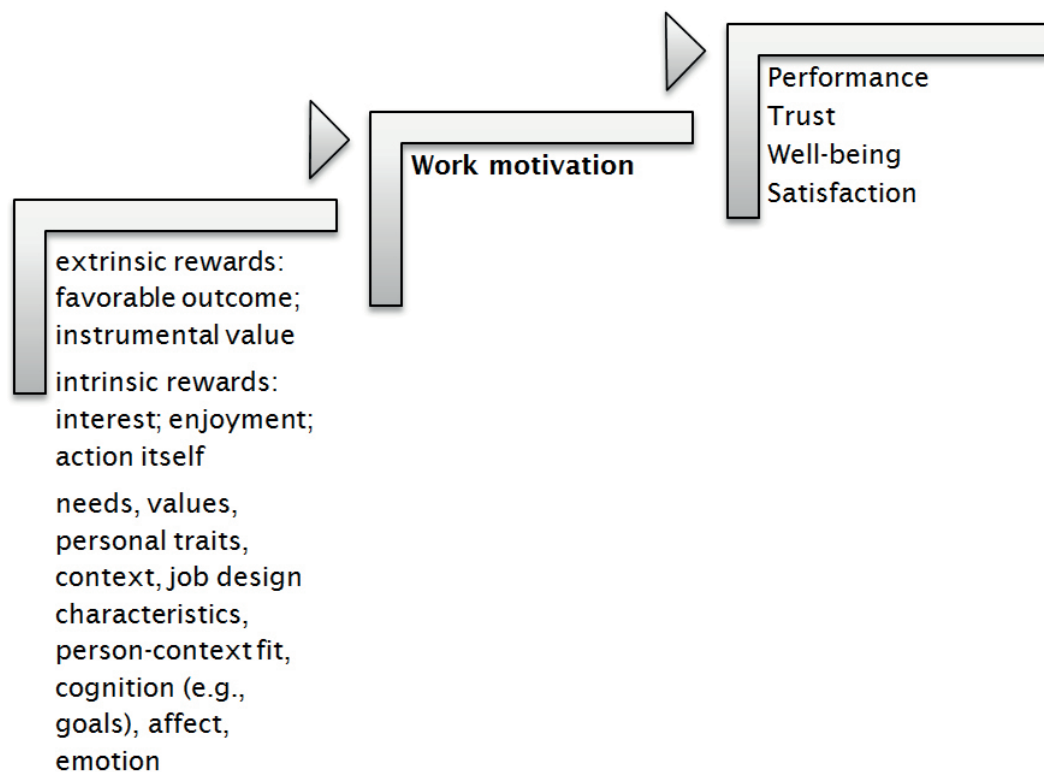 extrinsic rewards:
favorable outcome;
instrumental value
intrinsic rewards:
interest; enjoyment;
action itself
needs, values,
personal traits,
context, job design
characteristics,
person-context fit,
cognition (e.g.,
goals), affect,
emotion
Work motivation
Performance
Trust
Well-being
Satisfaction